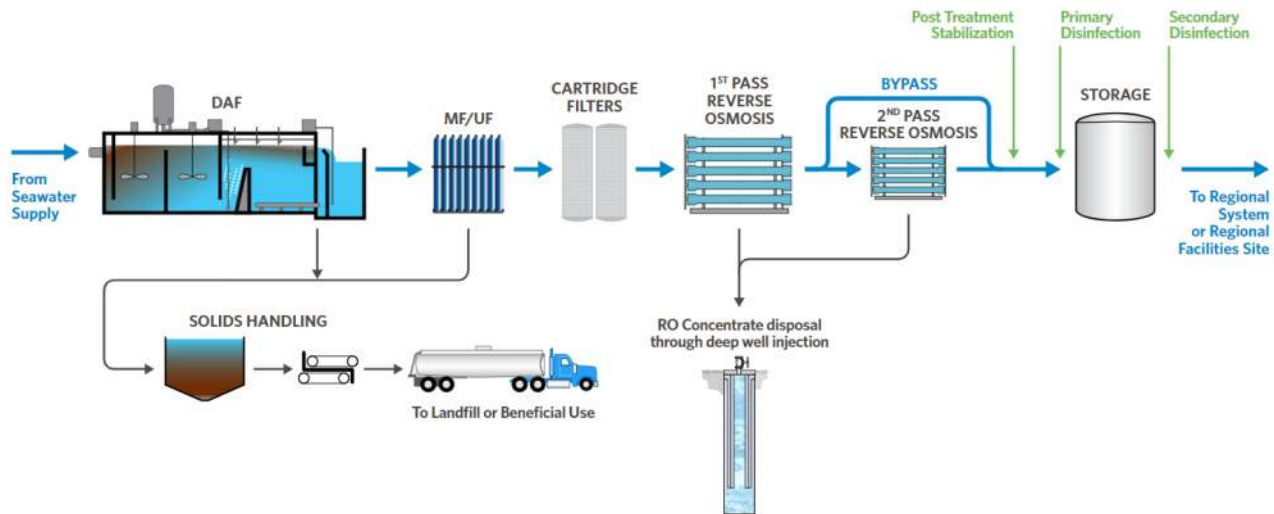 Post Treatment
Stabilization
Primary
Disinfection
Secondary
Disinfection
DAF
MF/UF
CARTRIDGE
FILTERS
1ST PASS
REVERSE
OSMOSIS
BYPASS
2ND PASS
REVERSE OSMOSIS
STORAGE
From
Seawater
Supply
To Regional
System
or Regional
Facilities Site
SOLIDS HANDLING
To Landfill or Beneficial Use
RO Concentrate disposal
through deep well injection